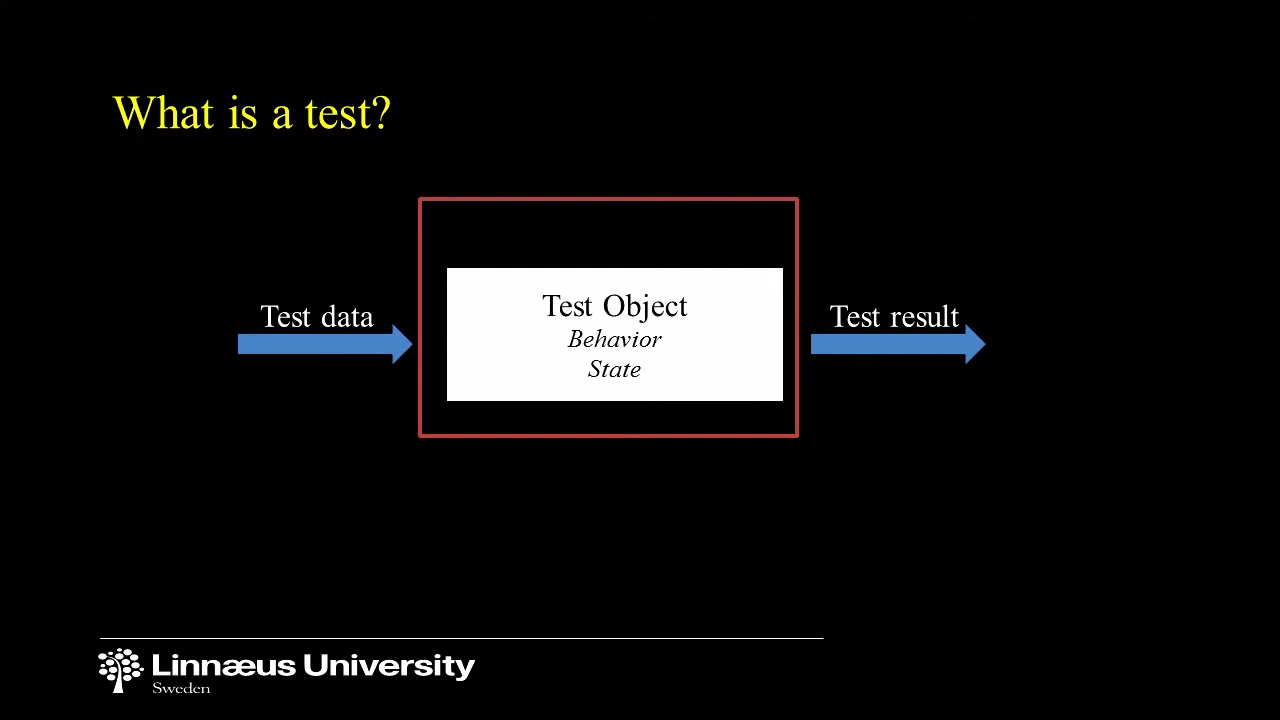 What is a test?
Test data
Test Object
Behavior
State
Test result
Linnæus University
Sweden